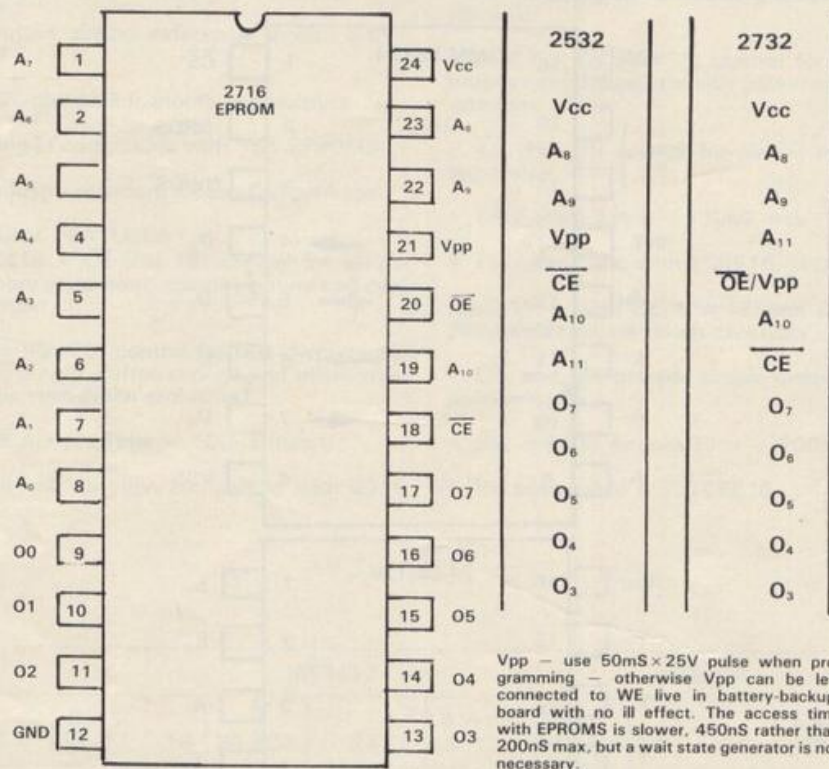 2716
EPROM
A₇ 1
A₆ 2
A₅ 3
A₄ 4
A₃ 5
A₂ 6
A₁ 7
A₀ 8
O0 9
O1 10
O2 11
GND 12
24 Vcc
23 A₈
22 A₉
21 Vpp
20 O̅E̅
19 A₁₀
18 C̅E̅
17 O7
16 O6
15 O5
14 O4
13 O3
2532
Vcc
A₈
A₉
Vpp
C̅E̅
A₁₀
A₁₁
O₇
O₆
O₅
O₄
O₃
2732
Vcc
A₈
A₉
A₁₁
O̅E̅/Vpp
A₁₀
C̅E̅
O₇
O₆
O₅
O₄
O₃
Vpp — use 50mS × 25V pulse when pro
gramming — otherwise Vpp can be le
connected to WE live in battery-backup
board with no ill effect. The access tim
with EPROMS is slower, 450nS rather tha
200nS max, but a wait state generator is no
necessary.